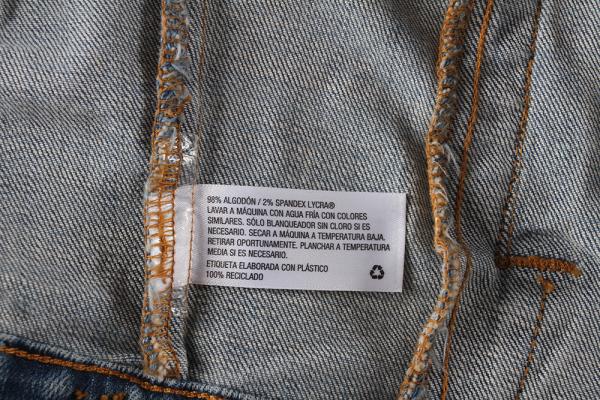 98% ALGODÓN / 2% SPANDEX LYCRA®
LAVAR A MÁQUINA CON AGUA FRÍA CON COLORES
SIMILARES. SÓLO BLANQUEADOR SIN CLORO SI ES
NECESARIO. SECAR A MÁQUINA A TEMPERATURA BAJA.
RETIRAR OPORTUNAMENTE. PLANCHAR A TEMPERATURA
MEDIA SI ES NECESARIO.
ETIQUETA ELABORADA CON PLÁSTICO
100% RECICLADO